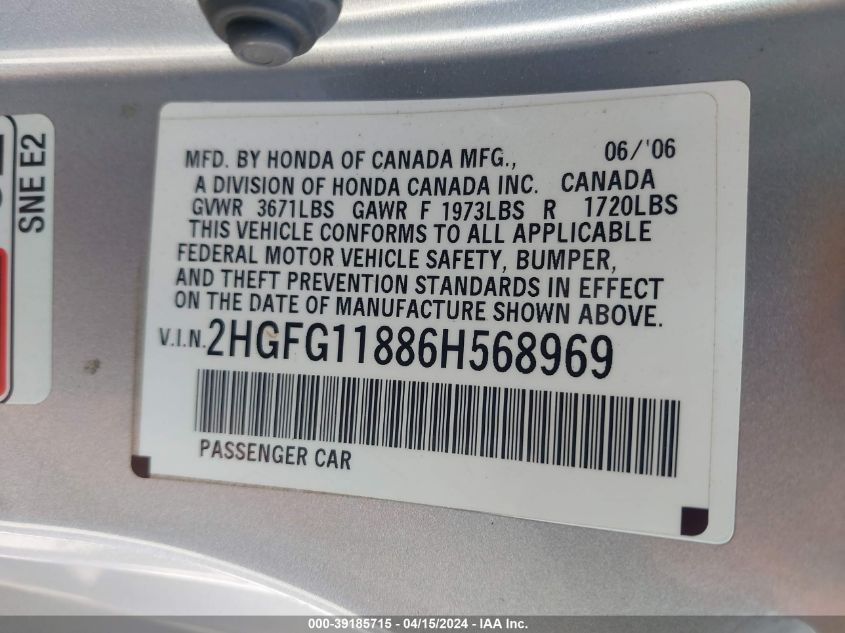 SNE E2
MFD. BY HONDA OF CANADA MFG., 06/'06
A DIVISION OF HONDA CANADA INC. CANADA
GVWR 3671LBS GAWR F 1973LBS R 1720LBS
THIS VEHICLE CONFORMS TO ALL APPLICABLE
FEDERAL MOTOR VEHICLE SAFETY, BUMPER,
AND THEFT PREVENTION STANDARDS IN EFFECT
ON THE DATE OF MANUFACTURE SHOWN ABOVE.
V.I.N. 2HGFG11886H568969
PASSENGER CAR
000-39185715 - 04/15/2024 - IAA Inc.